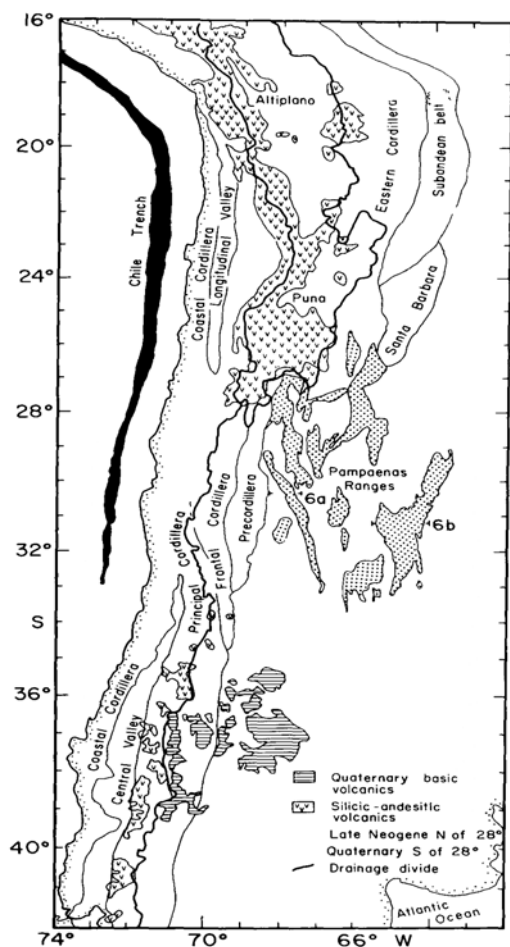 16°
20°
24°
28°
32°
S
36°
40°
74°
70°
66° W
Chile Trench
Altiplano
Eastern Cordillera
Subandean belt
Coastal Cordillera
Longitudinal Valley
Puna
Santa Barbara
Pampaenas
Ranges
6a
6b
Principal Cordillera
Frontal Cordillera
Precordillera
Coastal Cordillera
Central Valley
Quaternary basic
volcanics
Silicic-andesitic
volcanics
Late Neogene N of 28°
Quaternary S of 28°
Drainage divide
Atlantic
Ocean